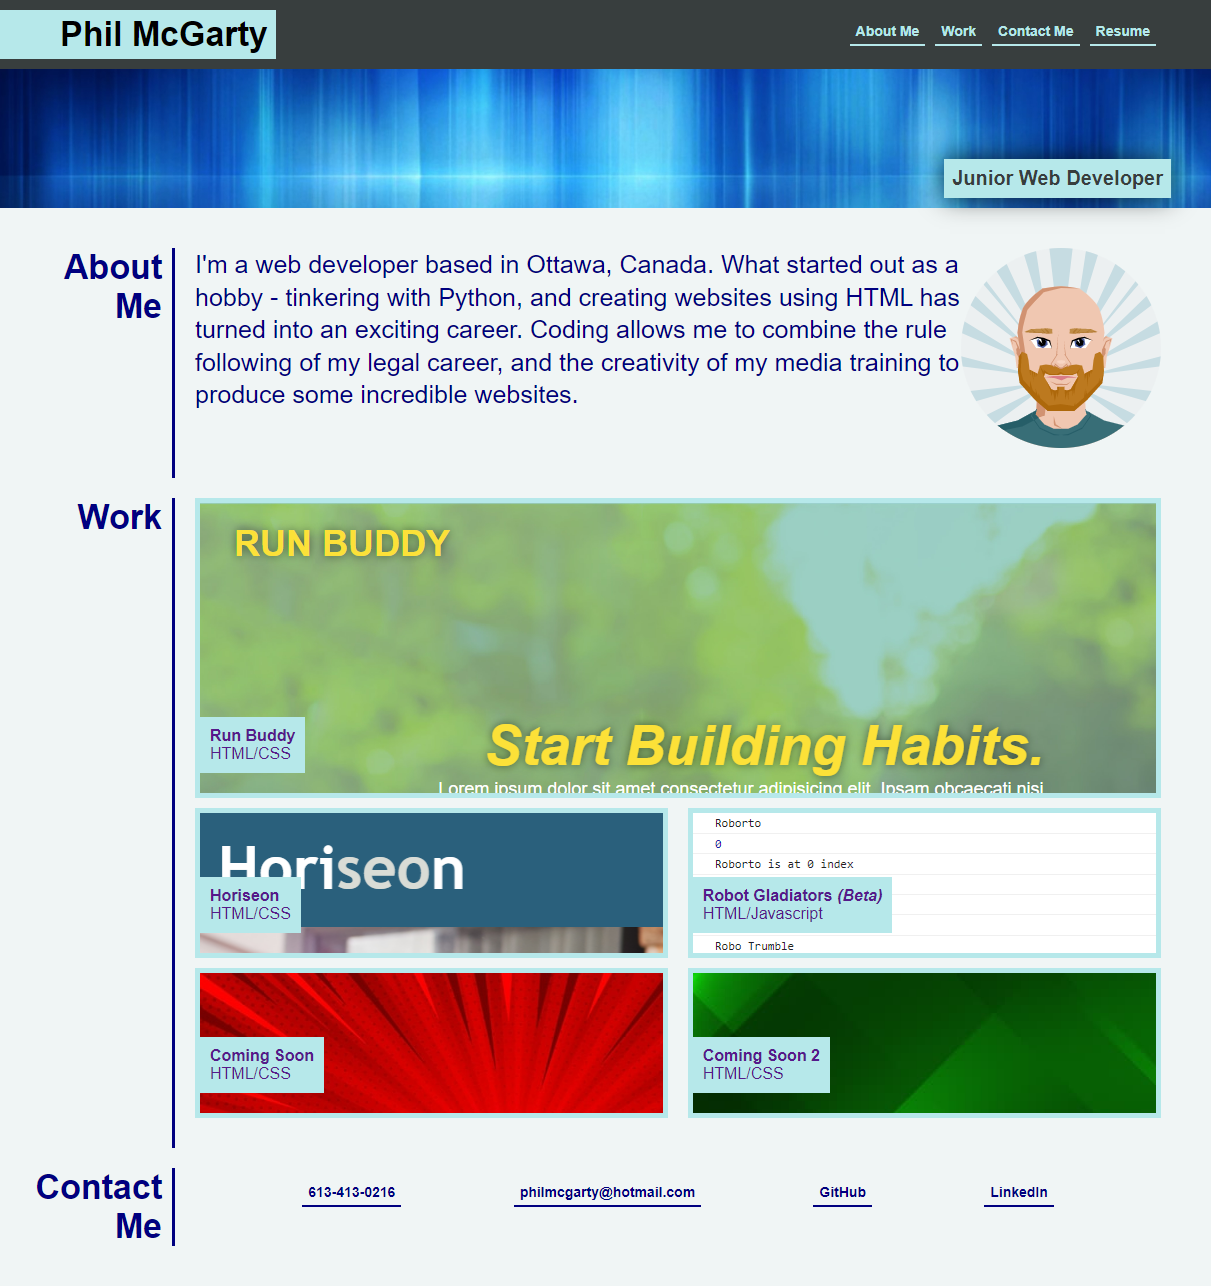 Phil McGarty
About Me Work Contact Me Resume
Junior Web Developer
About
Me
I'm a web developer based in Ottawa, Canada. What started out as a
hobby - tinkering with Python, and creating websites using HTML has
turned into an exciting career. Coding allows me to combine the rule
following of my legal career, and the creativity of my media training to
produce some incredible websites.
Work
RUN BUDDY
Start Building Habits.
Lorem ipsum dolor sit amet consectetur adipisicing elit. Ipsam obcaecati nisi
Run Buddy
HTML/CSS
Horiseon
Horiseon
HTML/CSS
Roborto
0
Roborto is at 0 index
Robot Gladiators (Beta)
HTML/Javascript
Robo Trumble
Coming Soon
HTML/CSS
Coming Soon 2
HTML/CSS
Contact
Me
613-413-0216 philmcgarty@hotmail.com GitHub LinkedIn